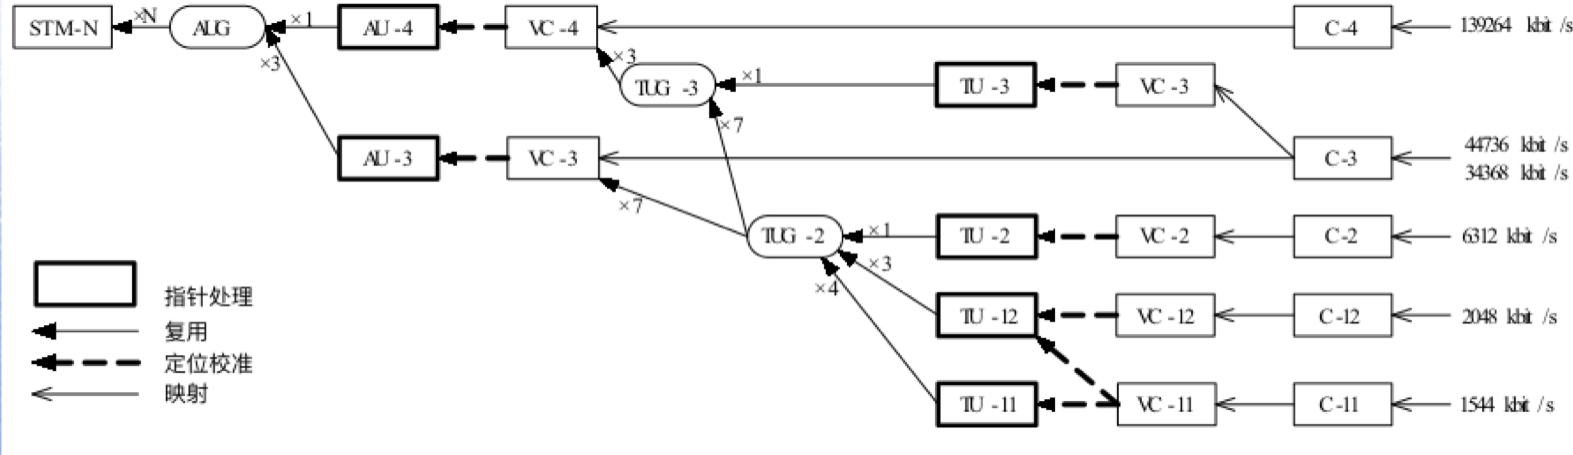 STM-N ×N AUG ×1 AU-4 VC-4 C-4 139264 kbit/s
×3 ×3 TUG-3 ×1 TU-3 VC-3
×7
AU-3 VC-3 C-3 44736 kbit/s
34368 kbit/s
×7
TUG-2 ×1 TU-2 VC-2 C-2 6312 kbit/s
×3
×4
指针处理 TU-12 VC-12 C-12 2048 kbit/s
复用
定位校准
映射
TU-11 VC-11 C-11 1544 kbit/s